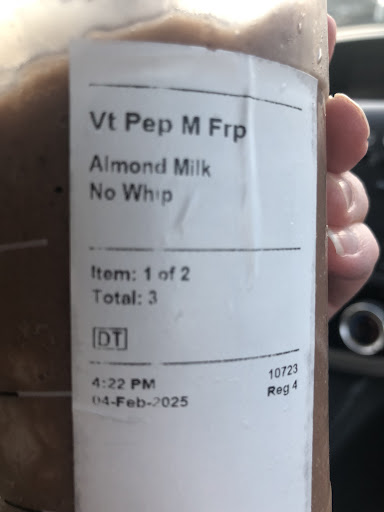 Vt Pep M Frp
Almond Milk
No Whip
Item: 1 of 2
Total: 3
DT
4:22 PM 10723
04-Feb-2025 Reg 4